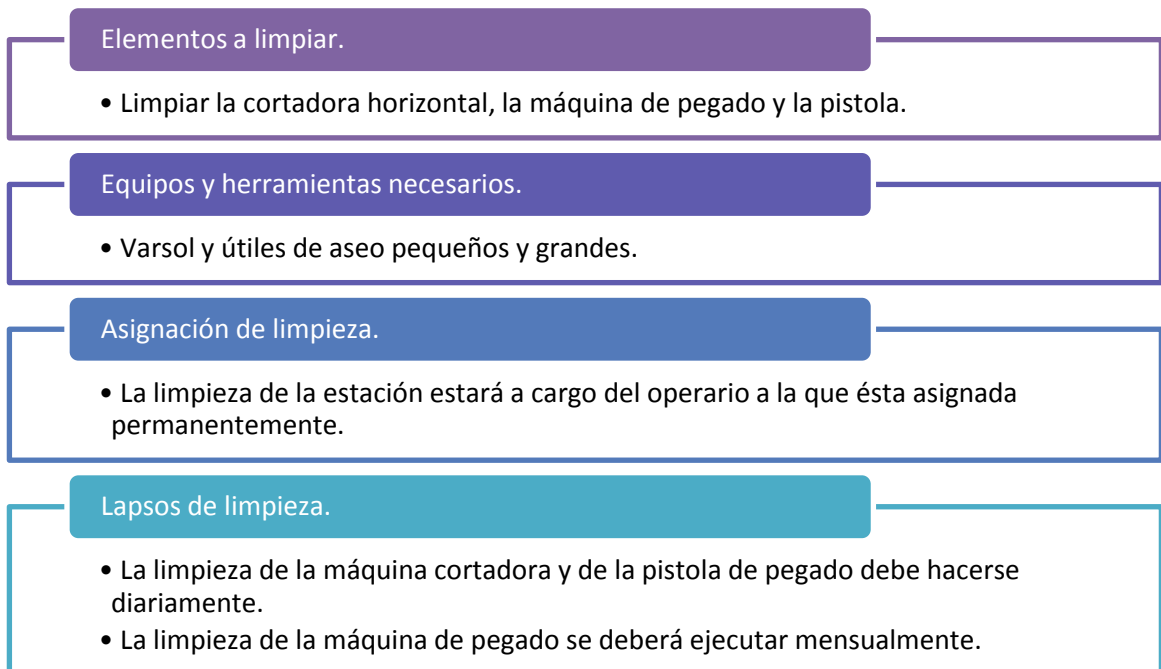 Elementos a limpiar.
• Limpiar la cortadora horizontal, la máquina de pegado y la pistola.
Equipos y herramientas necesarios.
• Varsol y útiles de aseo pequeños y grandes.
Asignación de limpieza.
• La limpieza de la estación estará a cargo del operario a la que ésta asignada
permanentemente.
Lapsos de limpieza.
• La limpieza de la máquina cortadora y de la pistola de pegado debe hacerse
diariamente.
• La limpieza de la máquina de pegado se deberá ejecutar mensualmente.